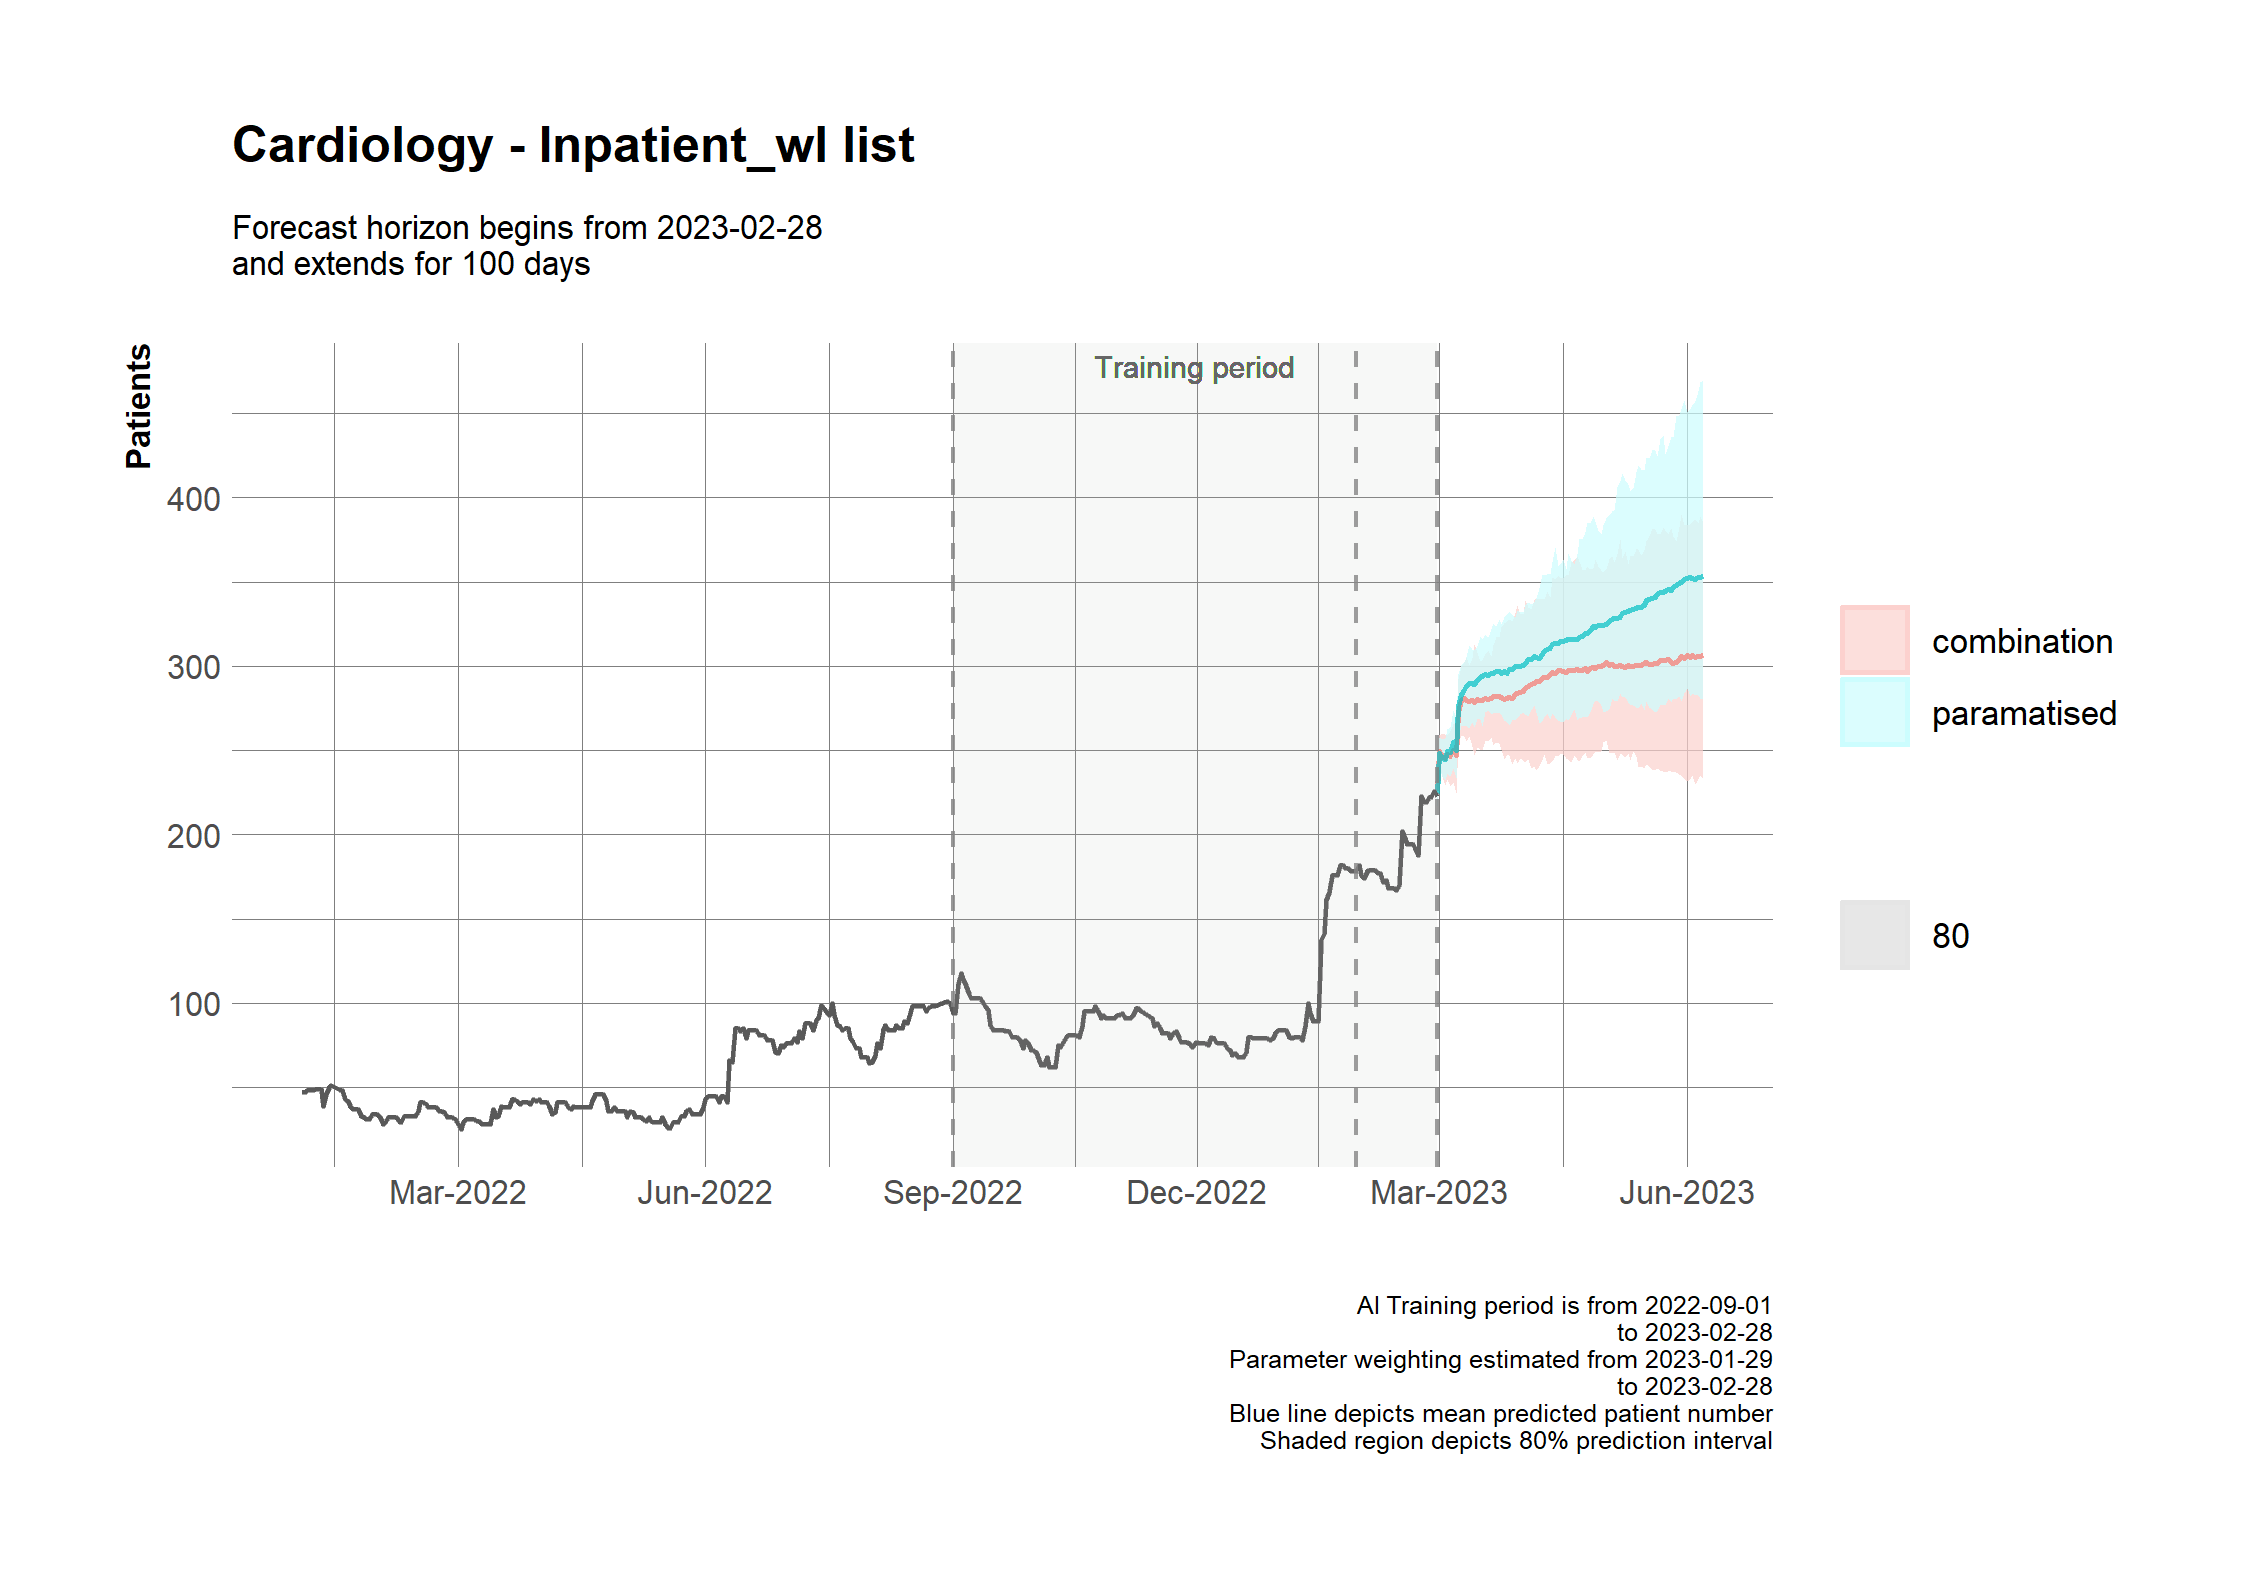 Cardiology - Inpatient_wl list
Forecast horizon begins from 2023-02-28
and extends for 100 days
Patients
Training period
400
300
200
100
Mar-2022
Jun-2022
Sep-2022
Dec-2022
Mar-2023
Jun-2023
combination
paramatised
80
AI Training period is from 2022-09-01
to 2023-02-28
Parameter weighting estimated from 2023-01-29
to 2023-02-28
Blue line depicts mean predicted patient number
Shaded region depicts 80% prediction interval